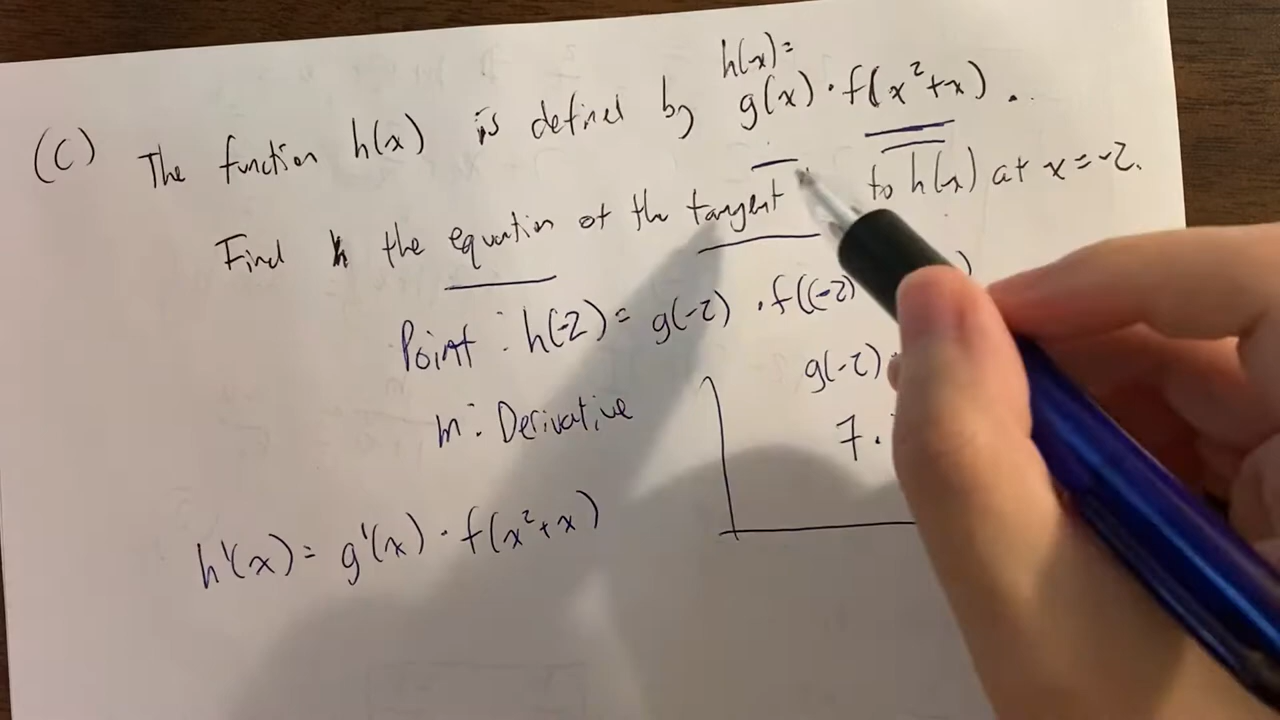 h(x)=
(C) The function h(x) is defined by g(x)·f(x²+x).
Find the equation of the tangent to h(x) at x=-2.
Point: h(-2)= g(-2) ·f((-2) )
g(-2)
m: Derivative
7.
h'(x)= g'(x)·f(x²+x)